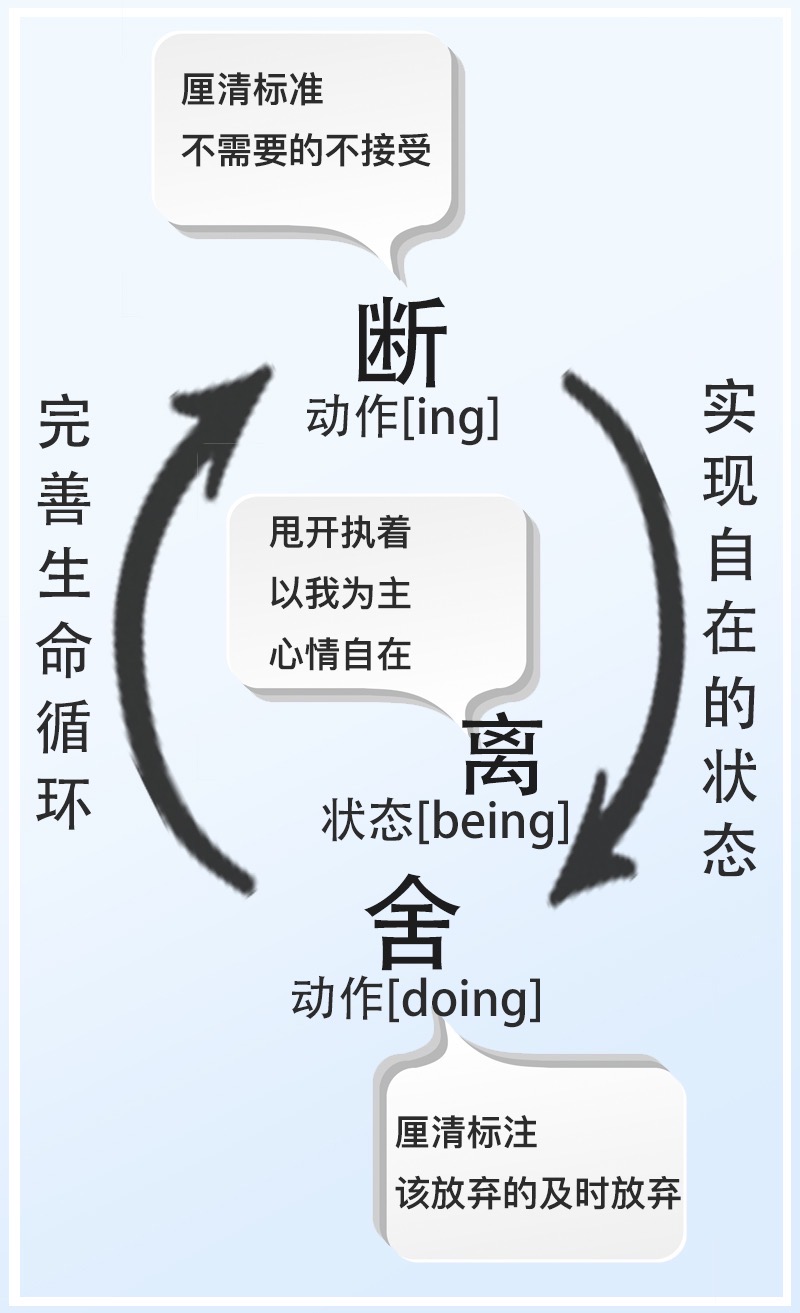 厘清标准
不需要的不接受
断
动作[ing]
完善生命循环
实现自在的状态
甩开执着
以我为主
心情自在
离
状态[being]
舍
动作[doing]
厘清标注
该放弃的及时放弃